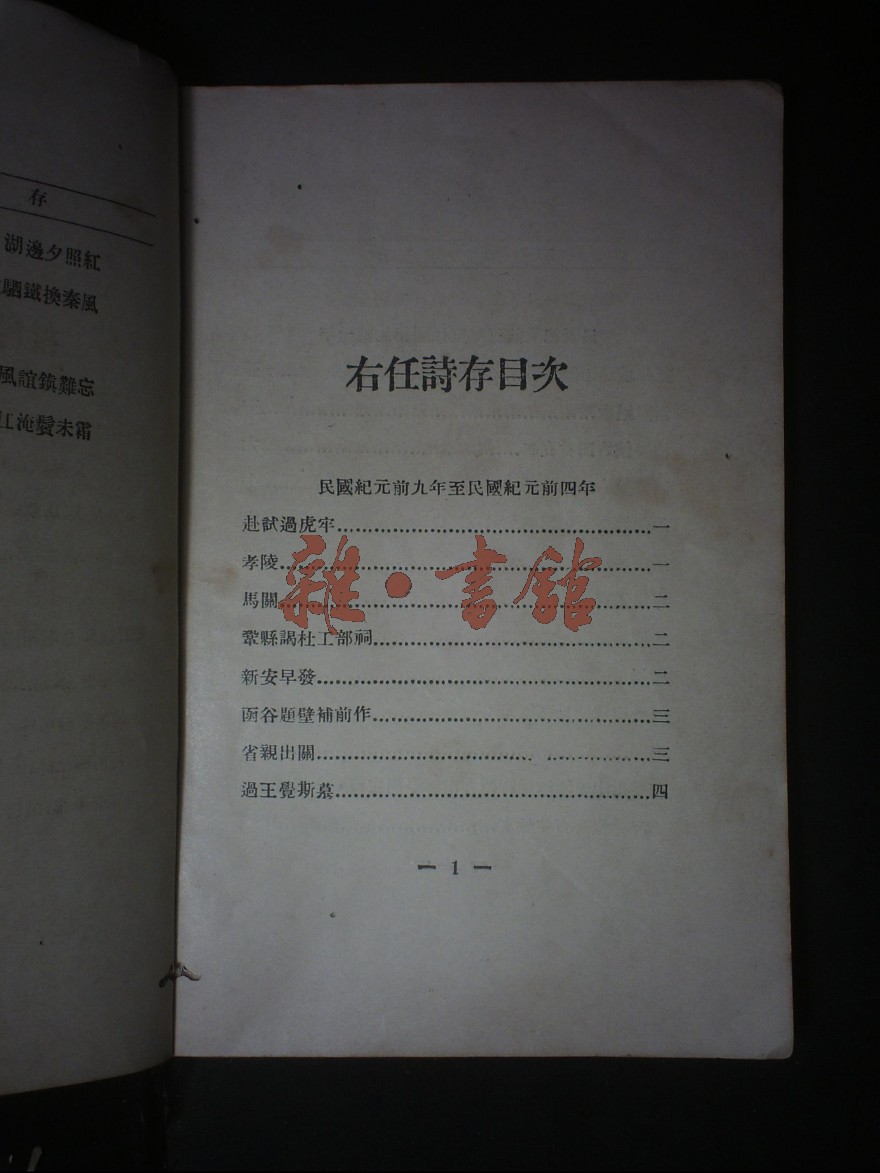 存
湖邊夕照紅
駟鐵換秦風
風誼鎮難忘
江淹鬢未霜
右任詩存目次
民國紀元前九年至民國紀元前四年
赴試過虎牢……一
孝陵……一
馬關……二
鞏縣謁杜工部祠……二
新安早發……二
函谷題壁補前作……三
省親出關……三
過王覺斯墓……四
— 1 —
雜·書館